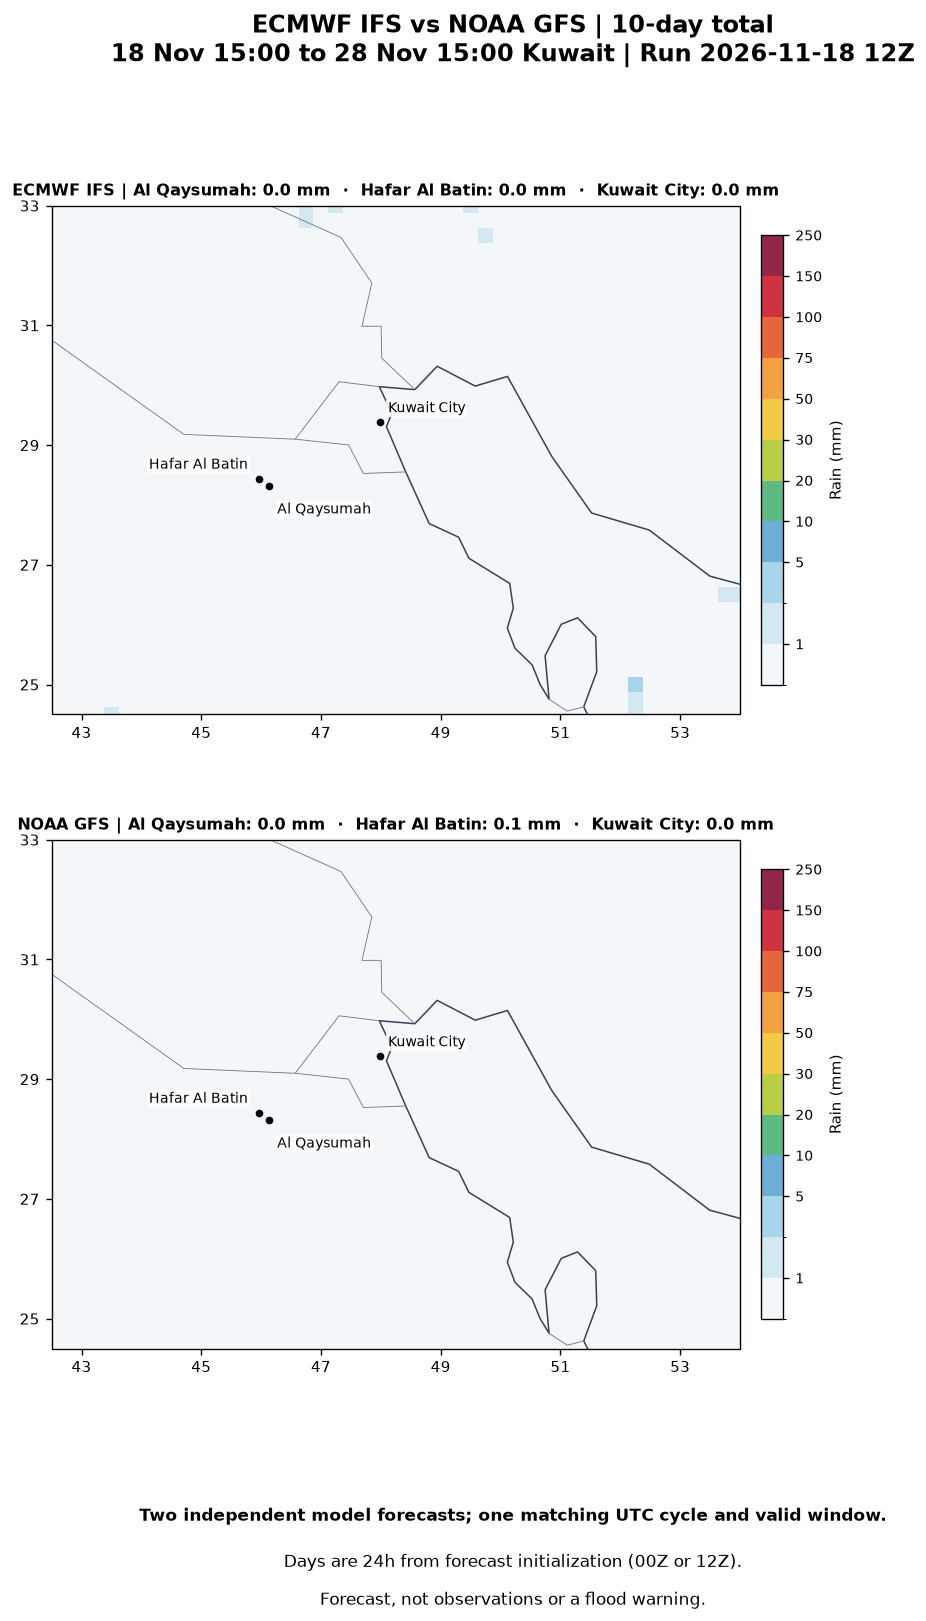 ECMWF IFS vs NOAA GFS | 10-day total
18 Nov 15:00 to 28 Nov 15:00 Kuwait | Run 2026-11-18 12Z
ECMWF IFS | Al Qaysumah: 0.0 mm · Hafar Al Batin: 0.0 mm · Kuwait City: 0.0 mm
33
31
29
27
25
Kuwait City
Hafar Al Batin
Al Qaysumah
43
45
47
49
51
53
250
150
100
75
50
30
20
10
5
1
Rain (mm)
NOAA GFS | Al Qaysumah: 0.0 mm · Hafar Al Batin: 0.1 mm · Kuwait City: 0.0 mm
33
31
29
27
25
Kuwait City
Hafar Al Batin
Al Qaysumah
43
45
47
49
51
53
250
150
100
75
50
30
20
10
5
1
Rain (mm)
Two independent model forecasts; one matching UTC cycle and valid window.
Days are 24h from forecast initialization (00Z or 12Z).
Forecast, not observations or a flood warning.